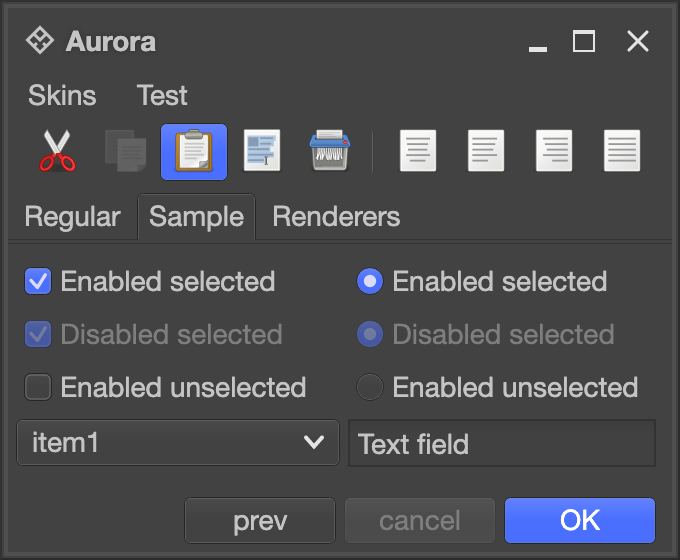 Aurora
Skins Test
Regular Sample Renderers
Enabled selected Enabled selected
Disabled selected Disabled selected
Enabled unselected Enabled unselected
item1 Text field
prev cancel OK